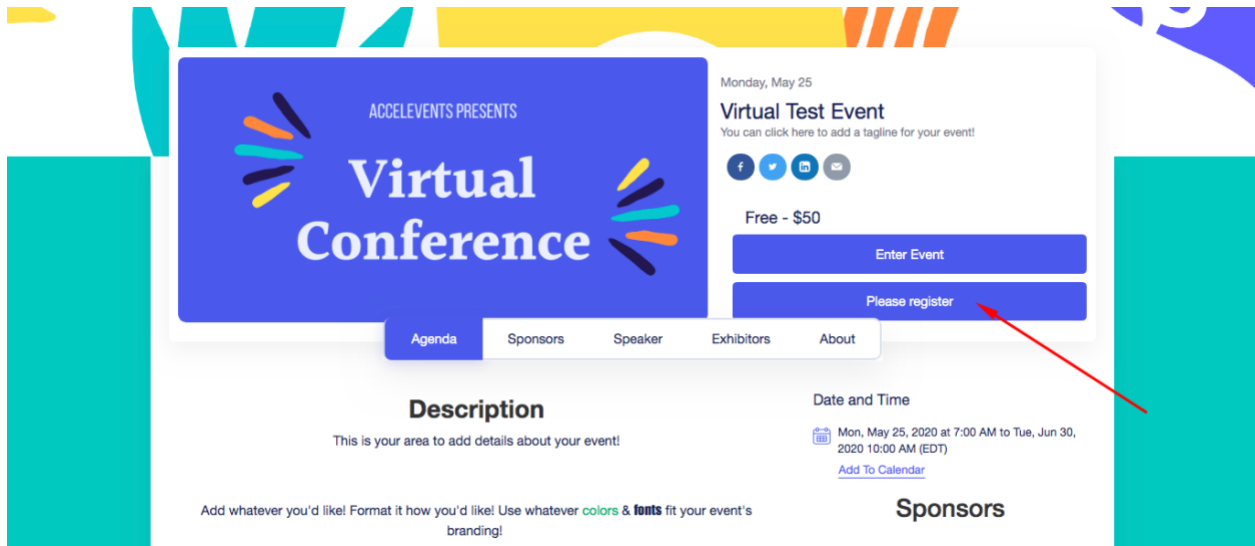 ACCELEVENTS PRESENTS
Virtual
Conference
Monday, May 25
Virtual Test Event
You can click here to add a tagline for your event!
Free - $50
Enter Event
Please register
Agenda Sponsors Speaker Exhibitors About
Description
This is your area to add details about your event!
Add whatever you'd like! Format it how you'd like! Use whatever colors & fonts fit your event's
branding!
Date and Time
Mon, May 25, 2020 at 7:00 AM to Tue, Jun 30,
2020 10:00 AM (EDT)
Add To Calendar
Sponsors